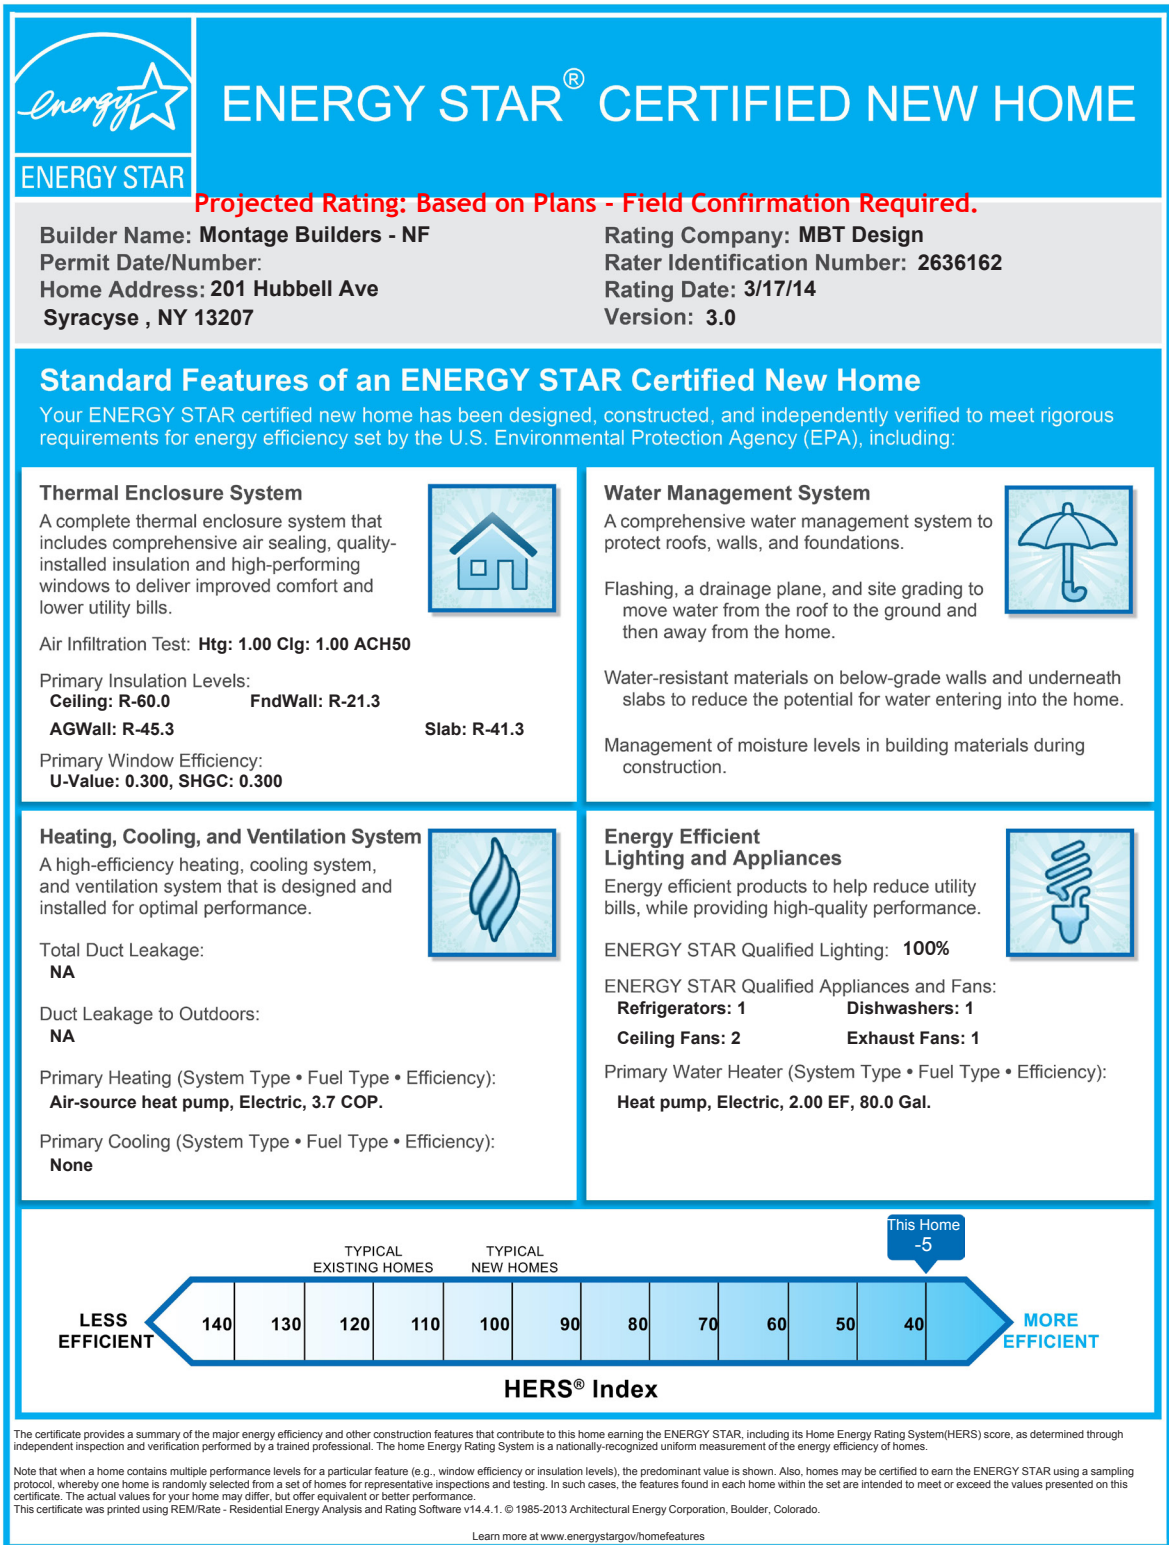 energy
ENERGY STAR
ENERGY STAR® CERTIFIED NEW HOME
Projected Rating: Based on Plans - Field Confirmation Required.
Builder Name: Montage Builders - NF
Permit Date/Number:
Home Address: 201 Hubbell Ave
Syracyse , NY 13207
Rating Company: MBT Design
Rater Identification Number: 2636162
Rating Date: 3/17/14
Version: 3.0
Standard Features of an ENERGY STAR Certified New Home
Your ENERGY STAR certified new home has been designed, constructed, and independently verified to meet rigorous
requirements for energy efficiency set by the U.S. Environmental Protection Agency (EPA), including:
Thermal Enclosure System
A complete thermal enclosure system that
includes comprehensive air sealing, quality-
installed insulation and high-performing
windows to deliver improved comfort and
lower utility bills.
Air Infiltration Test: Htg: 1.00 Clg: 1.00 ACH50
Primary Insulation Levels:
Ceiling: R-60.0 FndWall: R-21.3
AGWall: R-45.3 Slab: R-41.3
Primary Window Efficiency:
U-Value: 0.300, SHGC: 0.300
Water Management System
A comprehensive water management system to
protect roofs, walls, and foundations.
Flashing, a drainage plane, and site grading to
move water from the roof to the ground and
then away from the home.
Water-resistant materials on below-grade walls and underneath
slabs to reduce the potential for water entering into the home.
Management of moisture levels in building materials during
construction.
Heating, Cooling, and Ventilation System
A high-efficiency heating, cooling system,
and ventilation system that is designed and
installed for optimal performance.
Total Duct Leakage:
NA
Duct Leakage to Outdoors:
NA
Primary Heating (System Type • Fuel Type • Efficiency):
Air-source heat pump, Electric, 3.7 COP.
Primary Cooling (System Type • Fuel Type • Efficiency):
None
Energy Efficient
Lighting and Appliances
Energy efficient products to help reduce utility
bills, while providing high-quality performance.
ENERGY STAR Qualified Lighting: 100%
ENERGY STAR Qualified Appliances and Fans:
Refrigerators: 1 Dishwashers: 1
Ceiling Fans: 2 Exhaust Fans: 1
Primary Water Heater (System Type • Fuel Type • Efficiency):
Heat pump, Electric, 2.00 EF, 80.0 Gal.
This Home
-5
TYPICAL
EXISTING HOMES
TYPICAL
NEW HOMES
LESS
EFFICIENT
140 130 120 110 100 90 80 70 60 50 40
MORE
EFFICIENT
HERS® Index
The certificate provides a summary of the major energy efficiency and other construction features that contribute to this home earning the ENERGY STAR, including its Home Energy Rating System(HERS) score, as determined through
independent inspection and verification performed by a trained professional. The home Energy Rating System is a nationally-recognized uniform measurement of the energy efficiency of homes.
Note that when a home contains multiple performance levels for a particular feature (e.g., window efficiency or insulation levels), the predominant value is shown. Also, homes may be certified to earn the ENERGY STAR using a sampling
protocol, whereby one home is randomly selected from a set of homes for representative inspections and testing. In such cases, the features found in each home within the set are intended to meet or exceed the values presented on this
certificate. The actual values for your home may differ, but offer equivalent or better performance.
This certificate was printed using REM/Rate - Residential Energy Analysis and Rating Software v14.4.1. © 1985-2013 Architectural Energy Corporation, Boulder, Colorado.
Learn more at www.energystargov/homefeatures